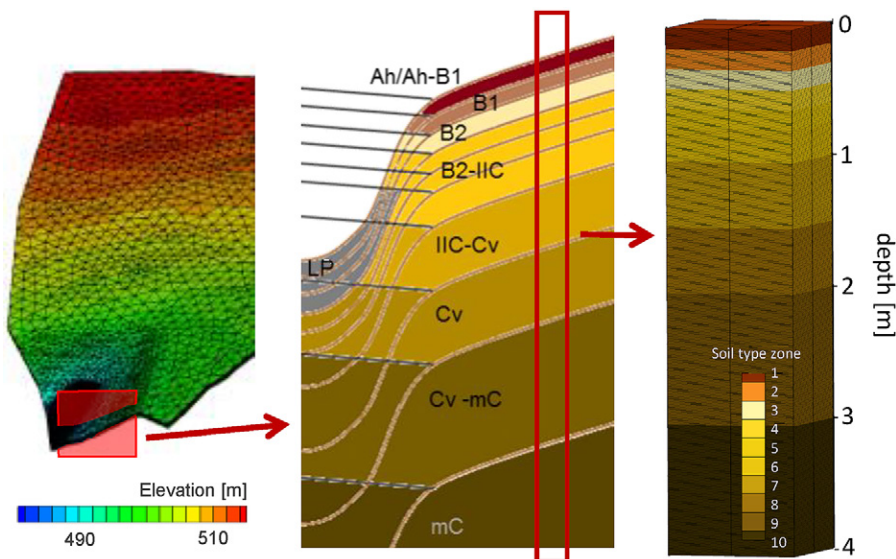 Elevation [m]
490
510
Ah/Ah-B1
B1
B2
B2-IIC
IIC-Cv
LP
Cv
Cv -mC
mC
0
1
2
3
4
depth [m]
Soil type zone
1
2
3
4
5
6
7
8
9
10